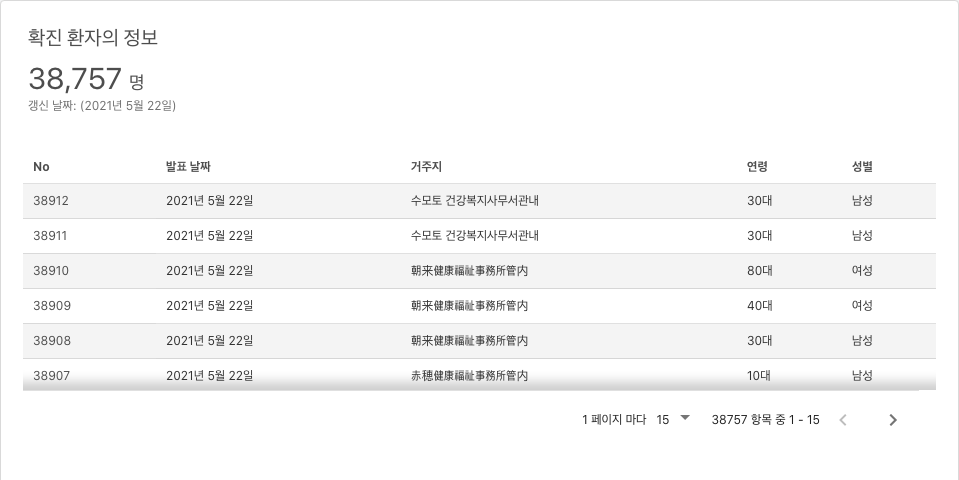 확진 환자의 정보
38,757 명
갱신 날짜: (2021년 5월 22일)
No 발표 날짜 거주지 연령 성별
38912 2021년 5월 22일 수모토 건강복지사무서관내 30대 남성
38911 2021년 5월 22일 수모토 건강복지사무서관내 30대 남성
38910 2021년 5월 22일 朝来健康福祉事務所管内 80대 여성
38909 2021년 5월 22일 朝来健康福祉事務所管内 40대 여성
38908 2021년 5월 22일 朝来健康福祉事務所管内 30대 남성
38907 2021년 5월 22일 赤穂健康福祉事務所管内 10대 남성
1 페이지 마다 15 38757 항목 중 1 - 15